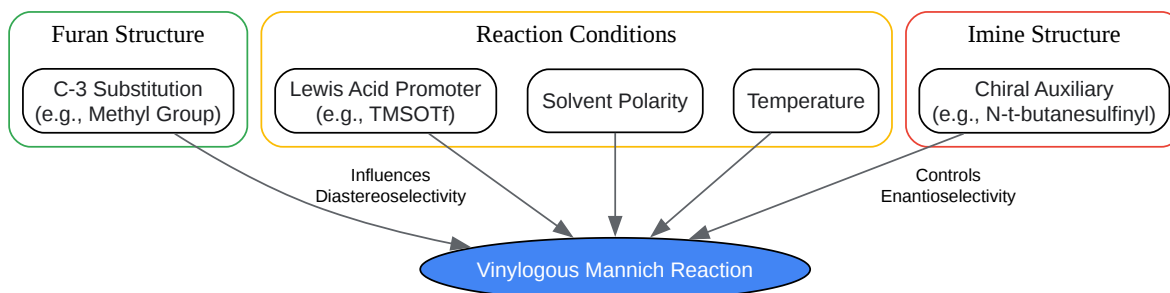 Furan Structure
Reaction Conditions
Imine Structure
C-3 Substitution
(e.g., Methyl Group)
Lewis Acid Promoter
(e.g., TMSOTf)
Solvent Polarity
Temperature
Chiral Auxiliary
(e.g., N-t-butanesulfinyl)
Influences
Diastereoselectivity
Controls
Enantioselectivity
Vinylogous Mannich Reaction